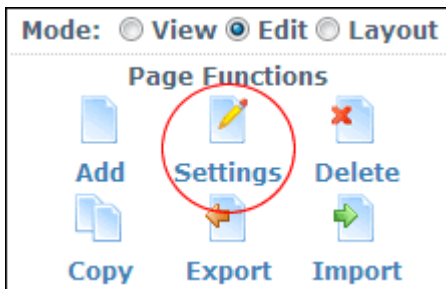 Mode: View Edit Layout
Page Functions
Add Settings Delete
Copy Export Import